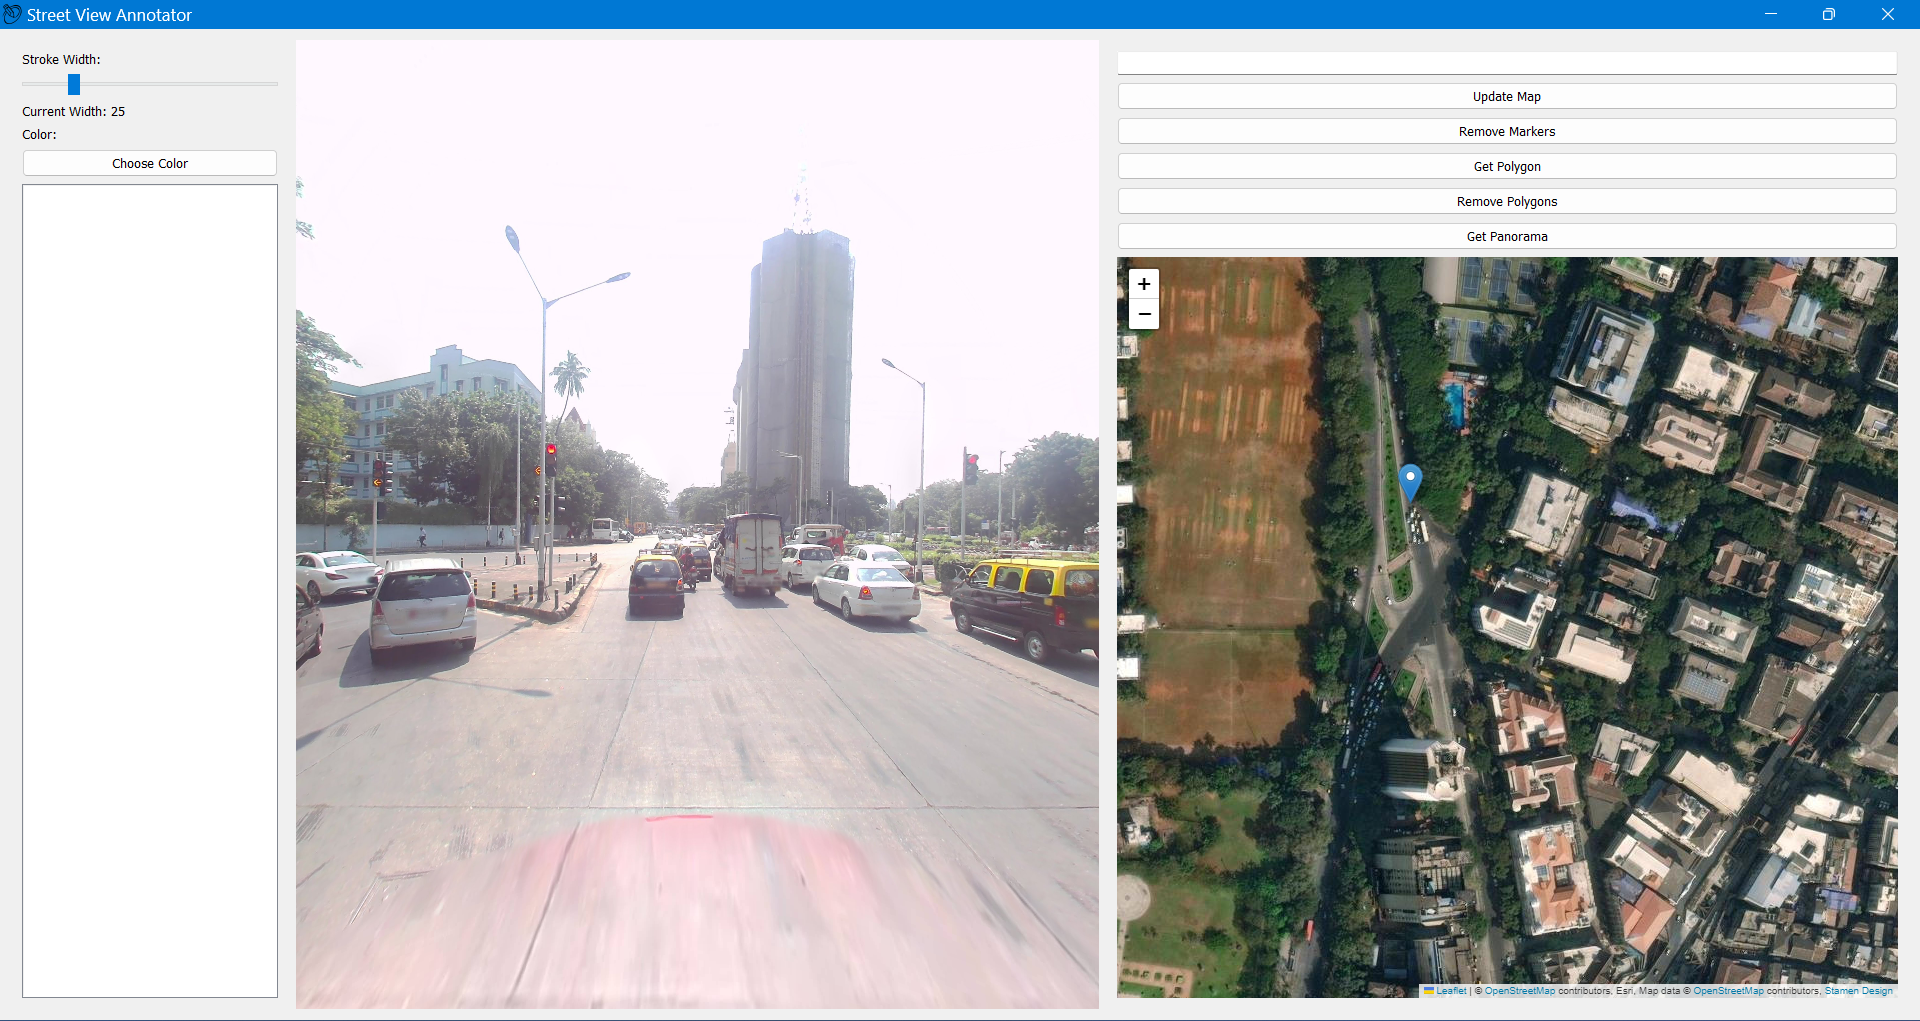 Street View Annotator
Stroke Width:
Current Width: 25
Color:
Choose Color
Update Map
Remove Markers
Get Polygon
Remove Polygons
Get Panorama
+
−
Leaflet | © OpenStreetMap contributors, Esri, Map data © OpenStreetMap contributors, Stamen Design